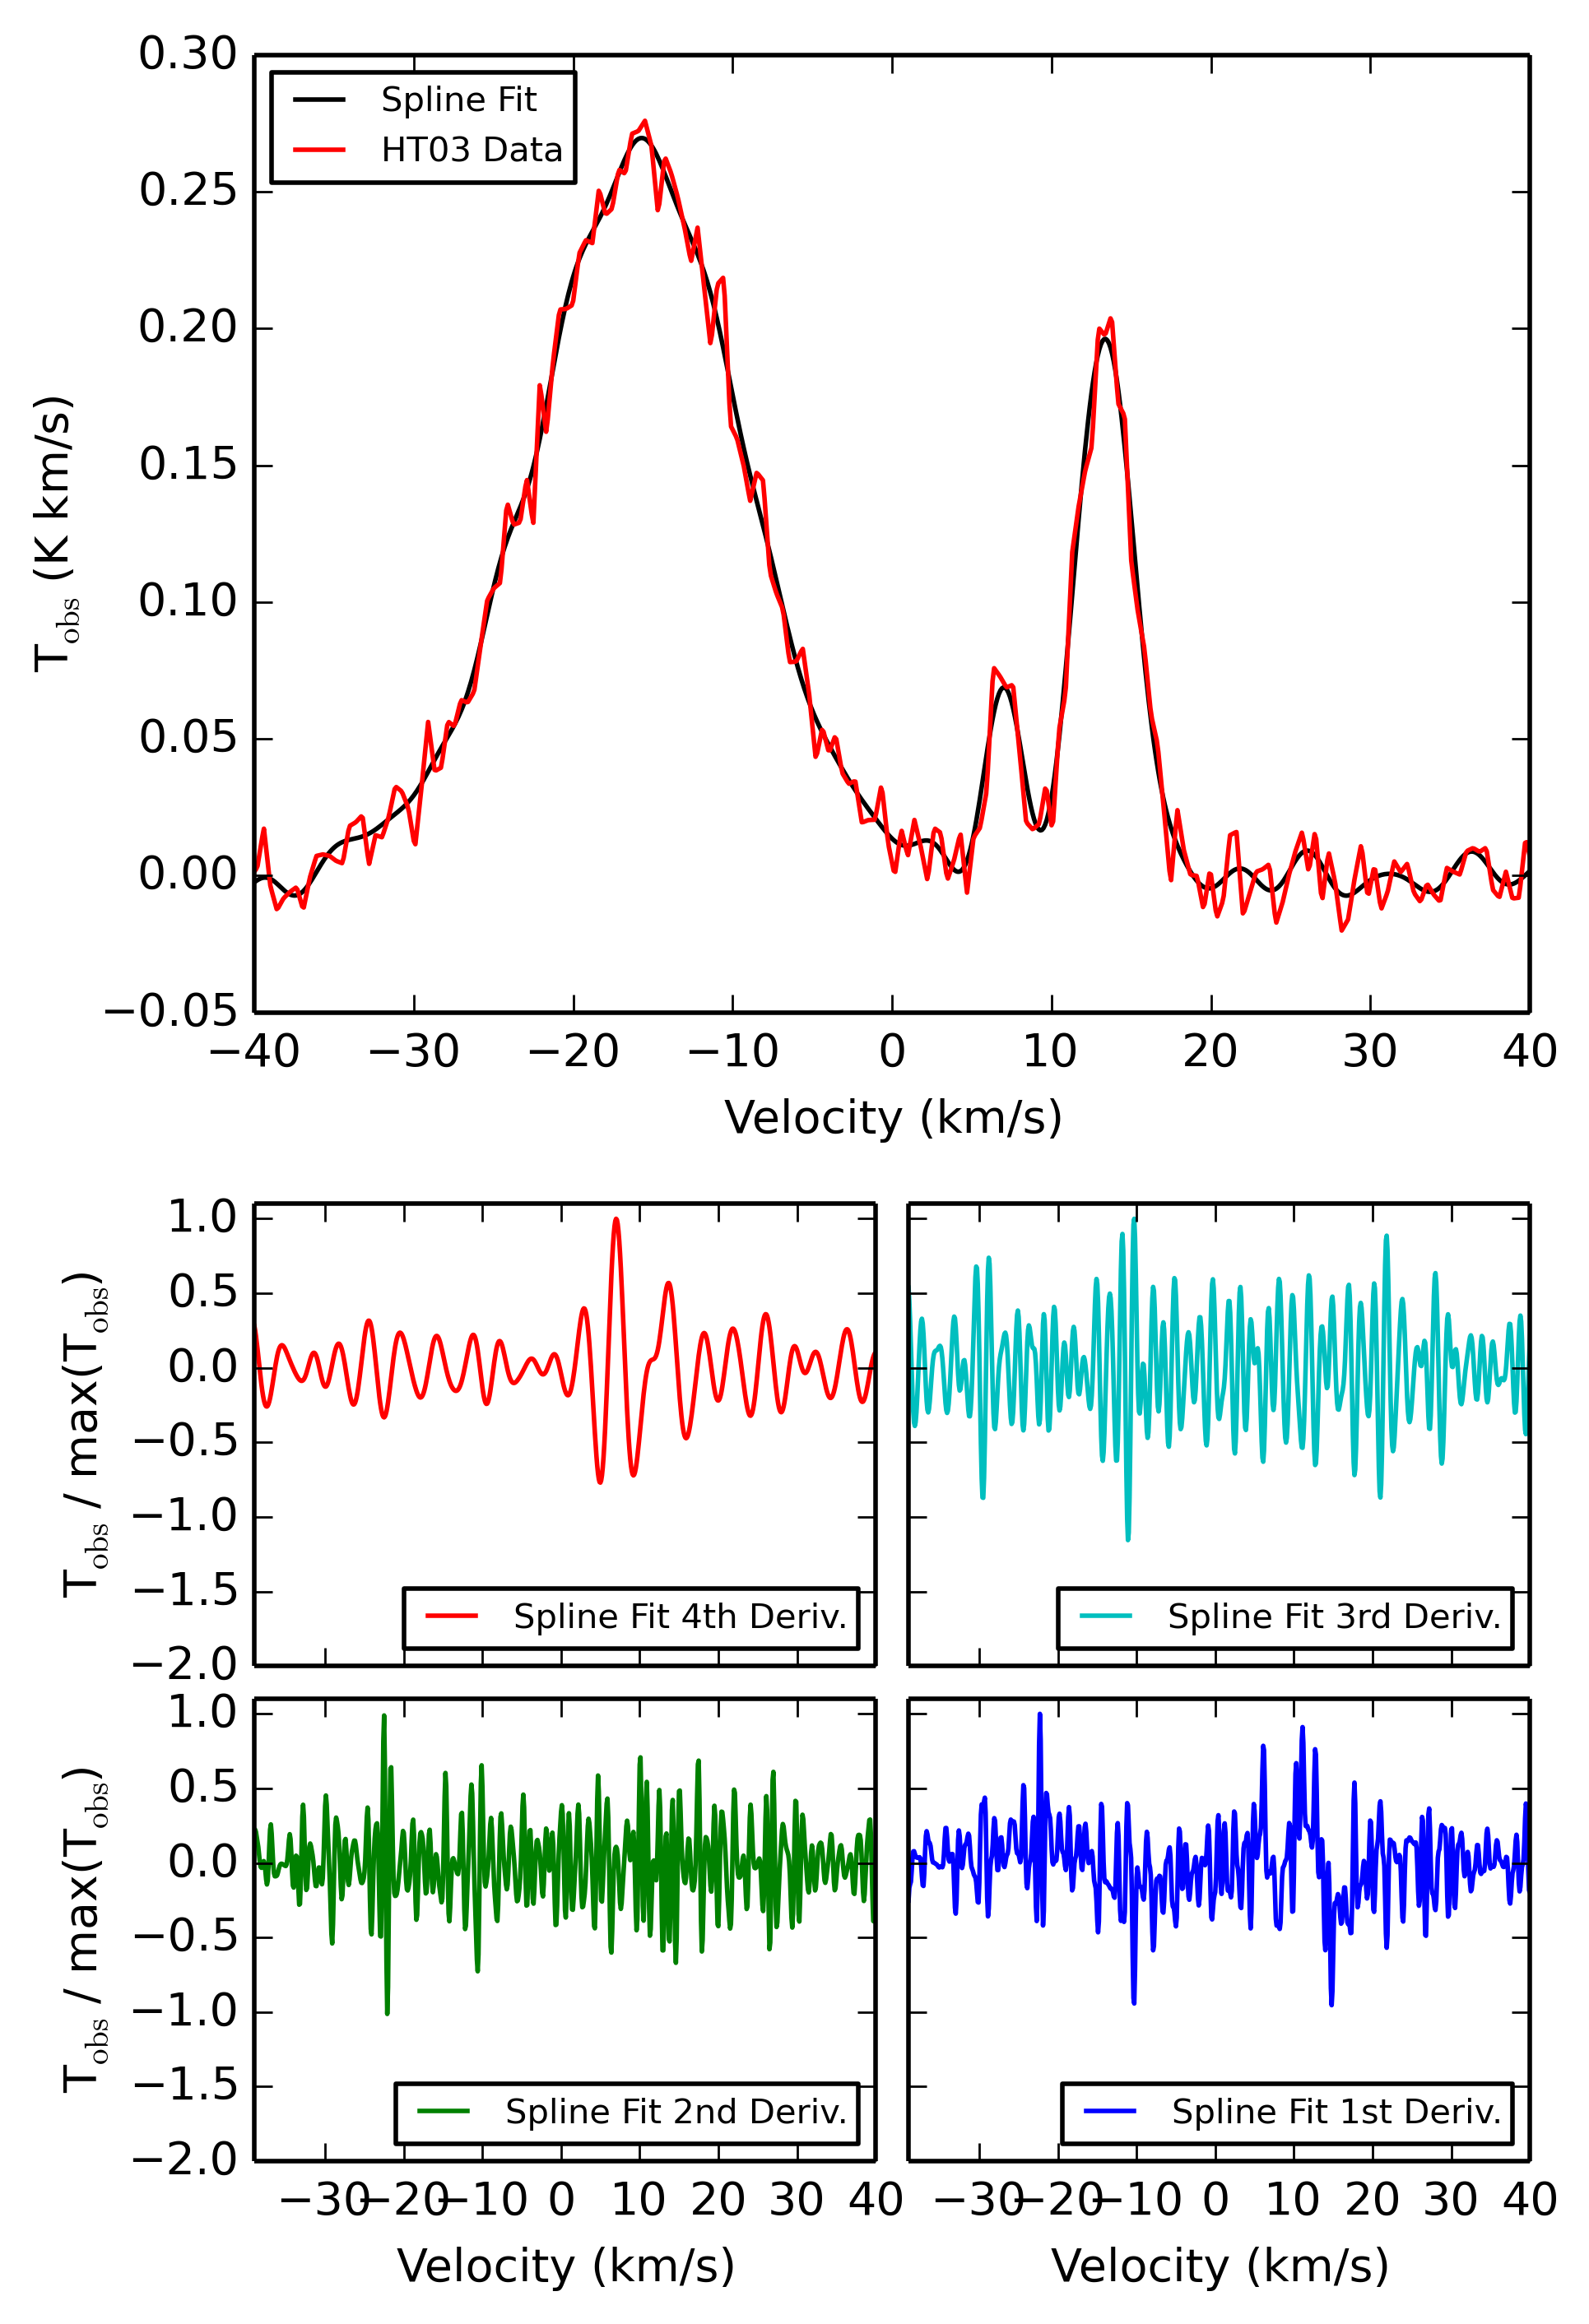 0.30
0.25
0.20
0.15
0.10
0.05
0.00
−0.05
T_obs (K km/s)
Spline Fit
HT03 Data
−40 −30 −20 −10 0 10 20 30 40
Velocity (km/s)
1.0
0.5
0.0
−0.5
−1.0
−1.5
−2.0
T_obs / max(T_obs)
Spline Fit 4th Deriv.
Spline Fit 3rd Deriv.
1.0
0.5
0.0
−0.5
−1.0
−1.5
−2.0
T_obs / max(T_obs)
Spline Fit 2nd Deriv.
Spline Fit 1st Deriv.
−30 −20 −10 0 10 20 30 40
−30 −20 −10 0 10 20 30 40
Velocity (km/s)
Velocity (km/s)